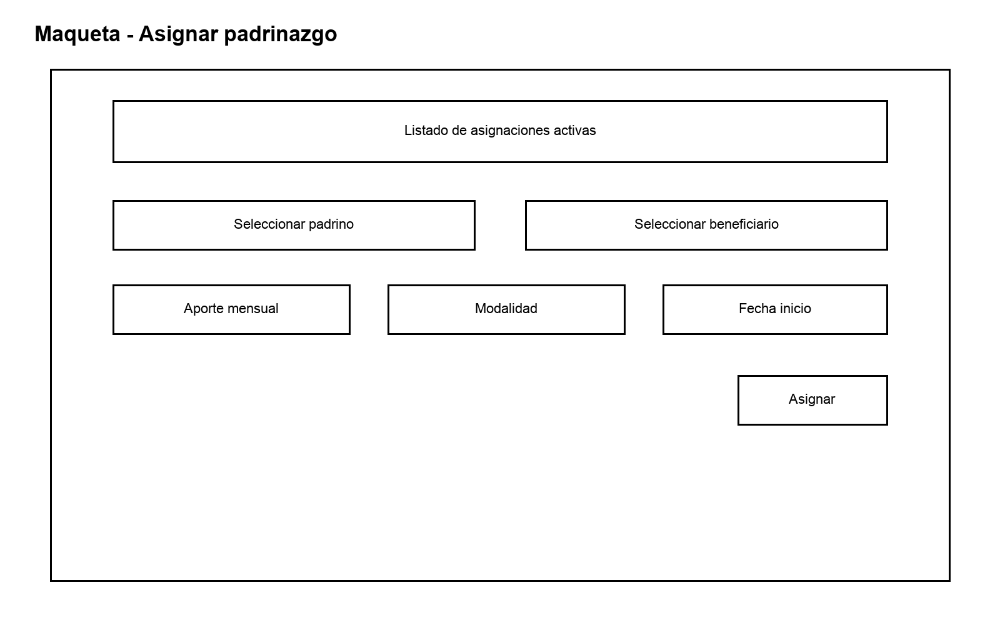 Maqueta - Asignar padrinazgo
Listado de asignaciones activas
Seleccionar padrino
Seleccionar beneficiario
Aporte mensual
Modalidad
Fecha inicio
Asignar